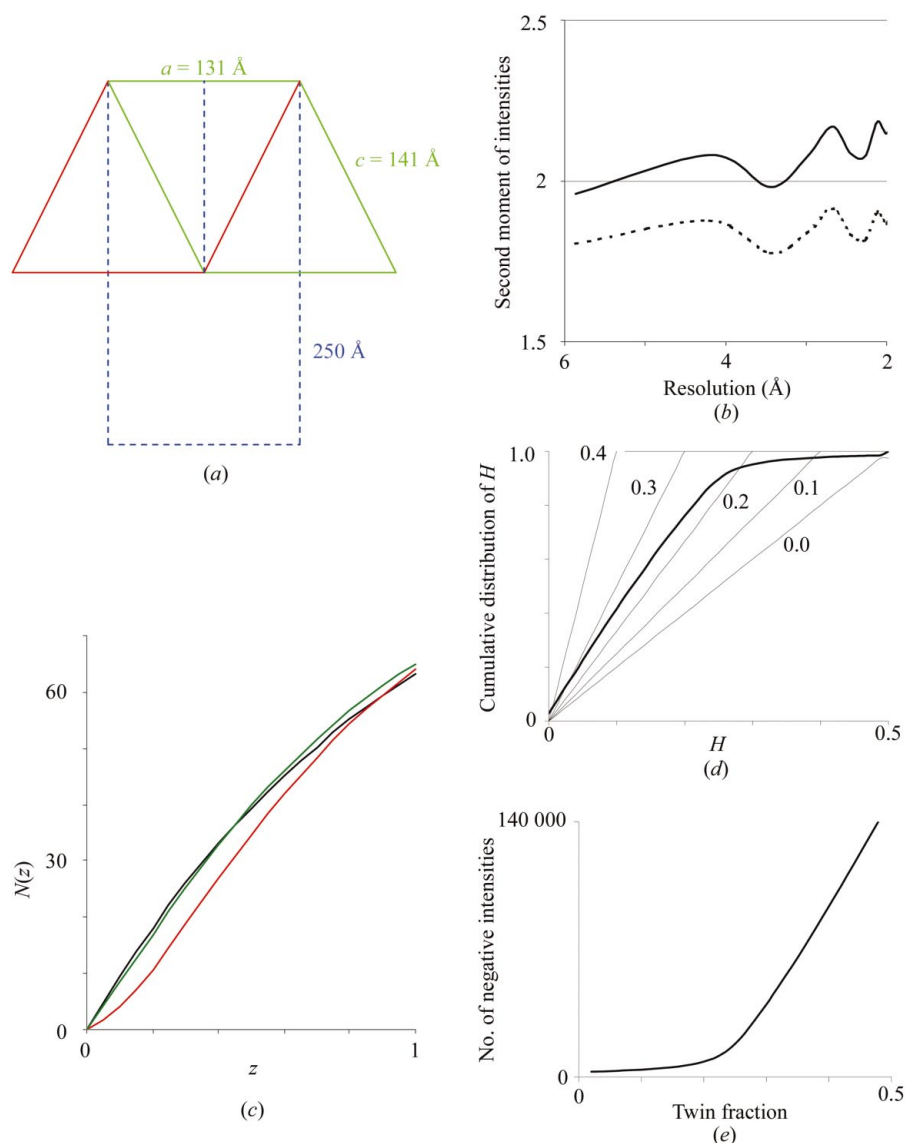 a = 131 Å
c = 141 Å
250 Å
(a)
2.5
2
1.5
Second moment of intensities
6
4
2
Resolution (Å)
(b)
60
30
0
N(z)
0
1
z
(c)
1.0
0
Cumulative distribution of H
0.4
0.3
0.2
0.1
0.0
0
0.5
H
(d)
140 000
0
No. of negative intensities
0
0.5
Twin fraction
(e)